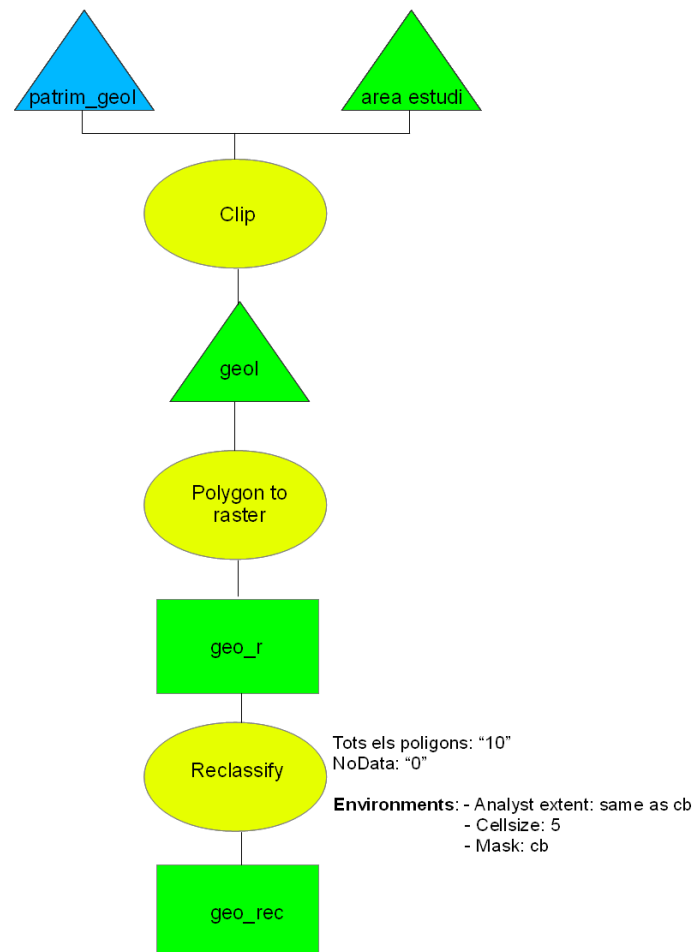 patrim_geol
area estudi
Clip
geol
Polygon to
raster
geo_r
Reclassify
Tots els poligons: “10”
NoData: “0”
Environments: - Analyst extent: same as cb
- Cellsize: 5
- Mask: cb
geo_rec